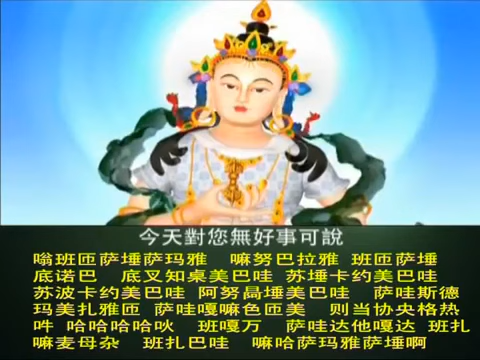 今天對您無好事可說
嗡班匝萨埵萨玛雅 嘛努巴拉雅 班匝萨埵
底诺巴 底叉知桌美巴哇 苏埵卡约美巴哇
苏波卡约美巴哇 阿努晶埵美巴哇 萨哇斯德
玛美扎雅匝 萨哇嘎嘛色匝美 则当协央格热
吽 哈哈哈哈吙 班嘎万 萨哇达他嘎达 班扎
嘛麦母杂 班扎巴哇 嘛哈萨玛雅萨埵啊